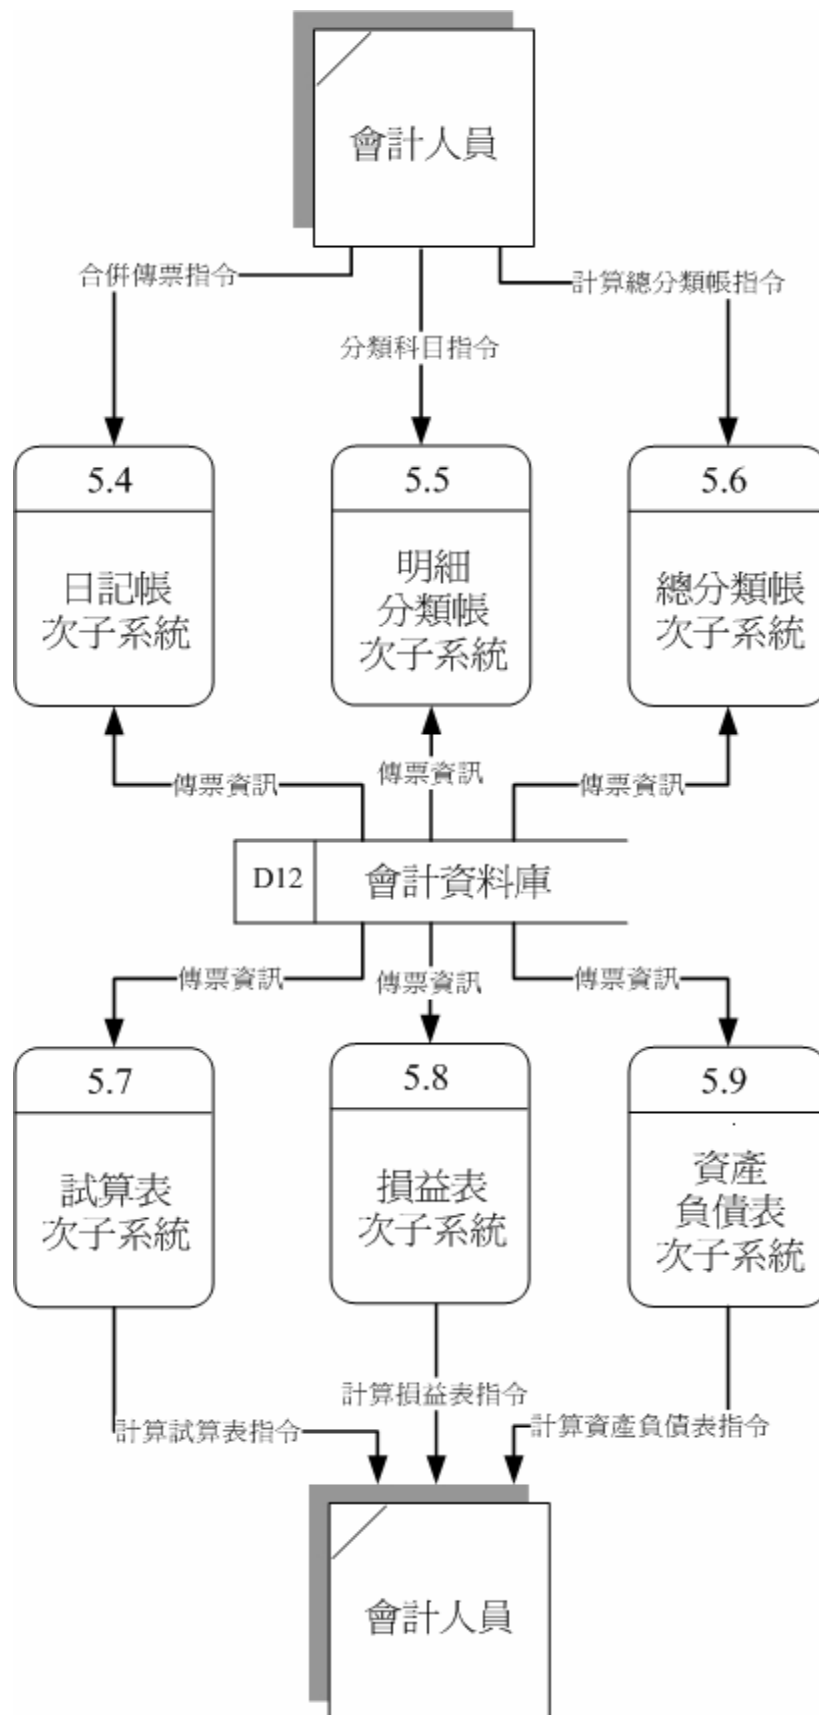 會計人員
合併傳票指令
計算總分類帳指令
分類科目指令
5.4
5.5
5.6
日記帳
次子系統
明細
分類帳
次子系統
總分類帳
次子系統
傳票資訊
傳票資訊
傳票資訊
D12
會計資料庫
傳票資訊
傳票資訊
傳票資訊
5.7
5.8
5.9
試算表
次子系統
損益表
次子系統
資產
負債表
次子系統
計算試算表指令
計算損益表指令
計算資產負債表指令
會計人員